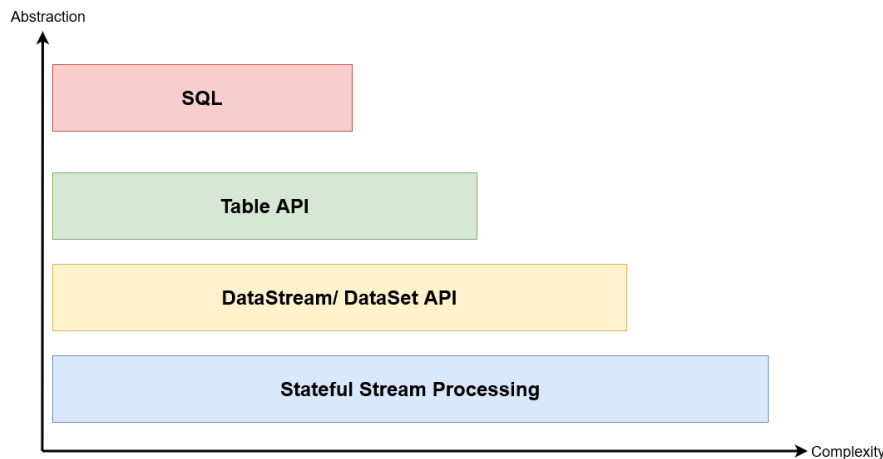 Abstraction
SQL
Table API
DataStream/ DataSet API
Stateful Stream Processing
Complexity